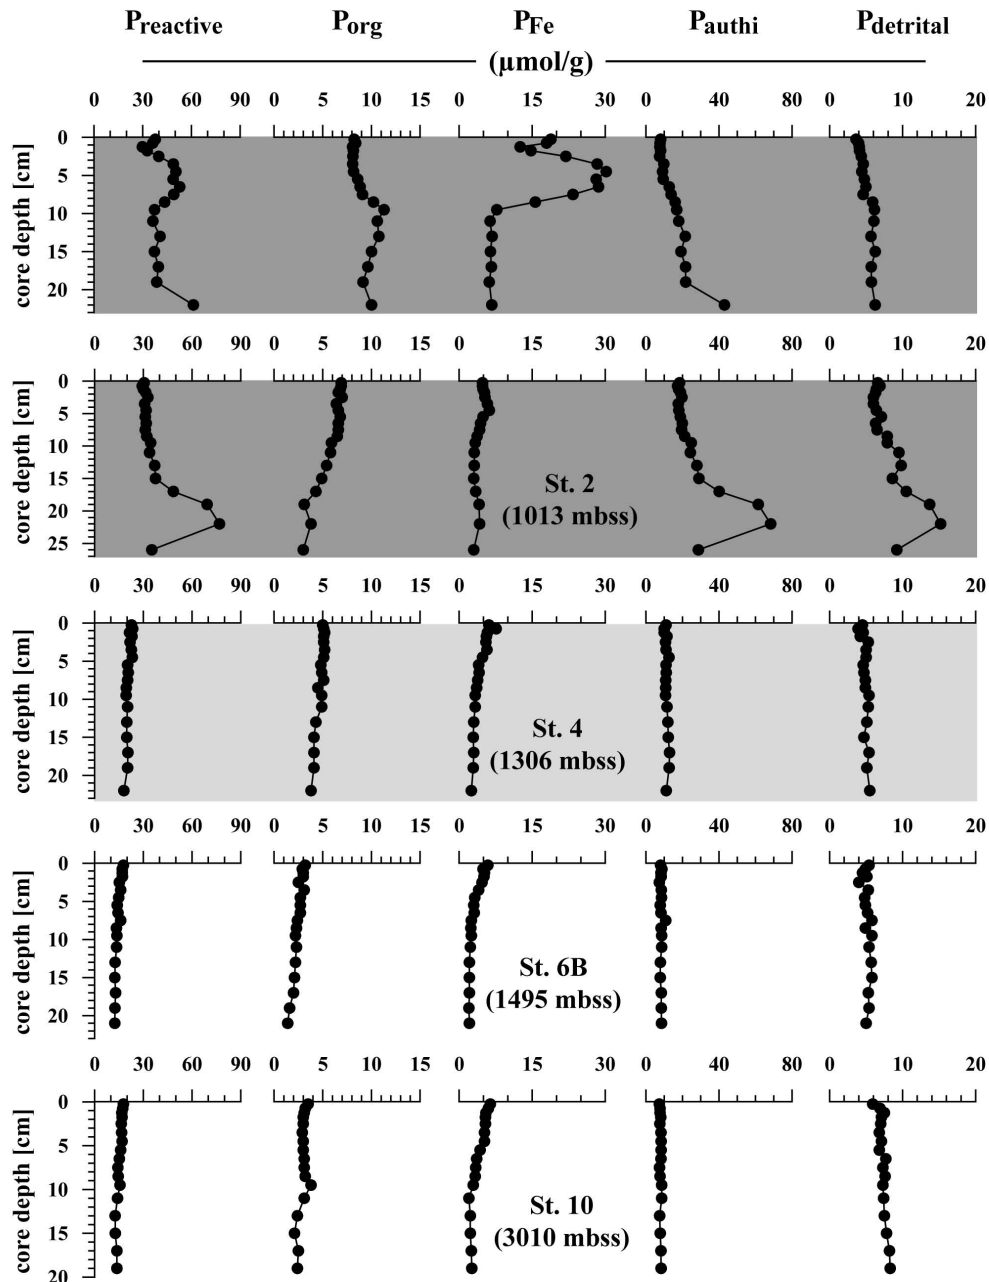 Preactive Porg PFe Pauthi Pdetrital
(µmol/g)
0 30 60 90 0 5 10 15 0 15 30 0 40 80 0 10 20
core depth [cm]
0
5
10
15
20
0 30 60 90 0 5 10 15 0 15 30 0 40 80 0 10 20
core depth [cm]
0
5
10
15
20
25
St. 2
(1013 mbss)
0 30 60 90 0 5 10 15 0 15 30 0 40 80 0 10 20
core depth [cm]
0
5
10
15
20
St. 4
(1306 mbss)
0 30 60 90 0 5 10 15 0 15 30 0 40 80 0 10 20
core depth [cm]
0
5
10
15
20
St. 6B
(1495 mbss)
0 30 60 90 0 5 10 15 0 15 30 0 40 80 0 10 20
core depth [cm]
0
5
10
15
20
St. 10
(3010 mbss)